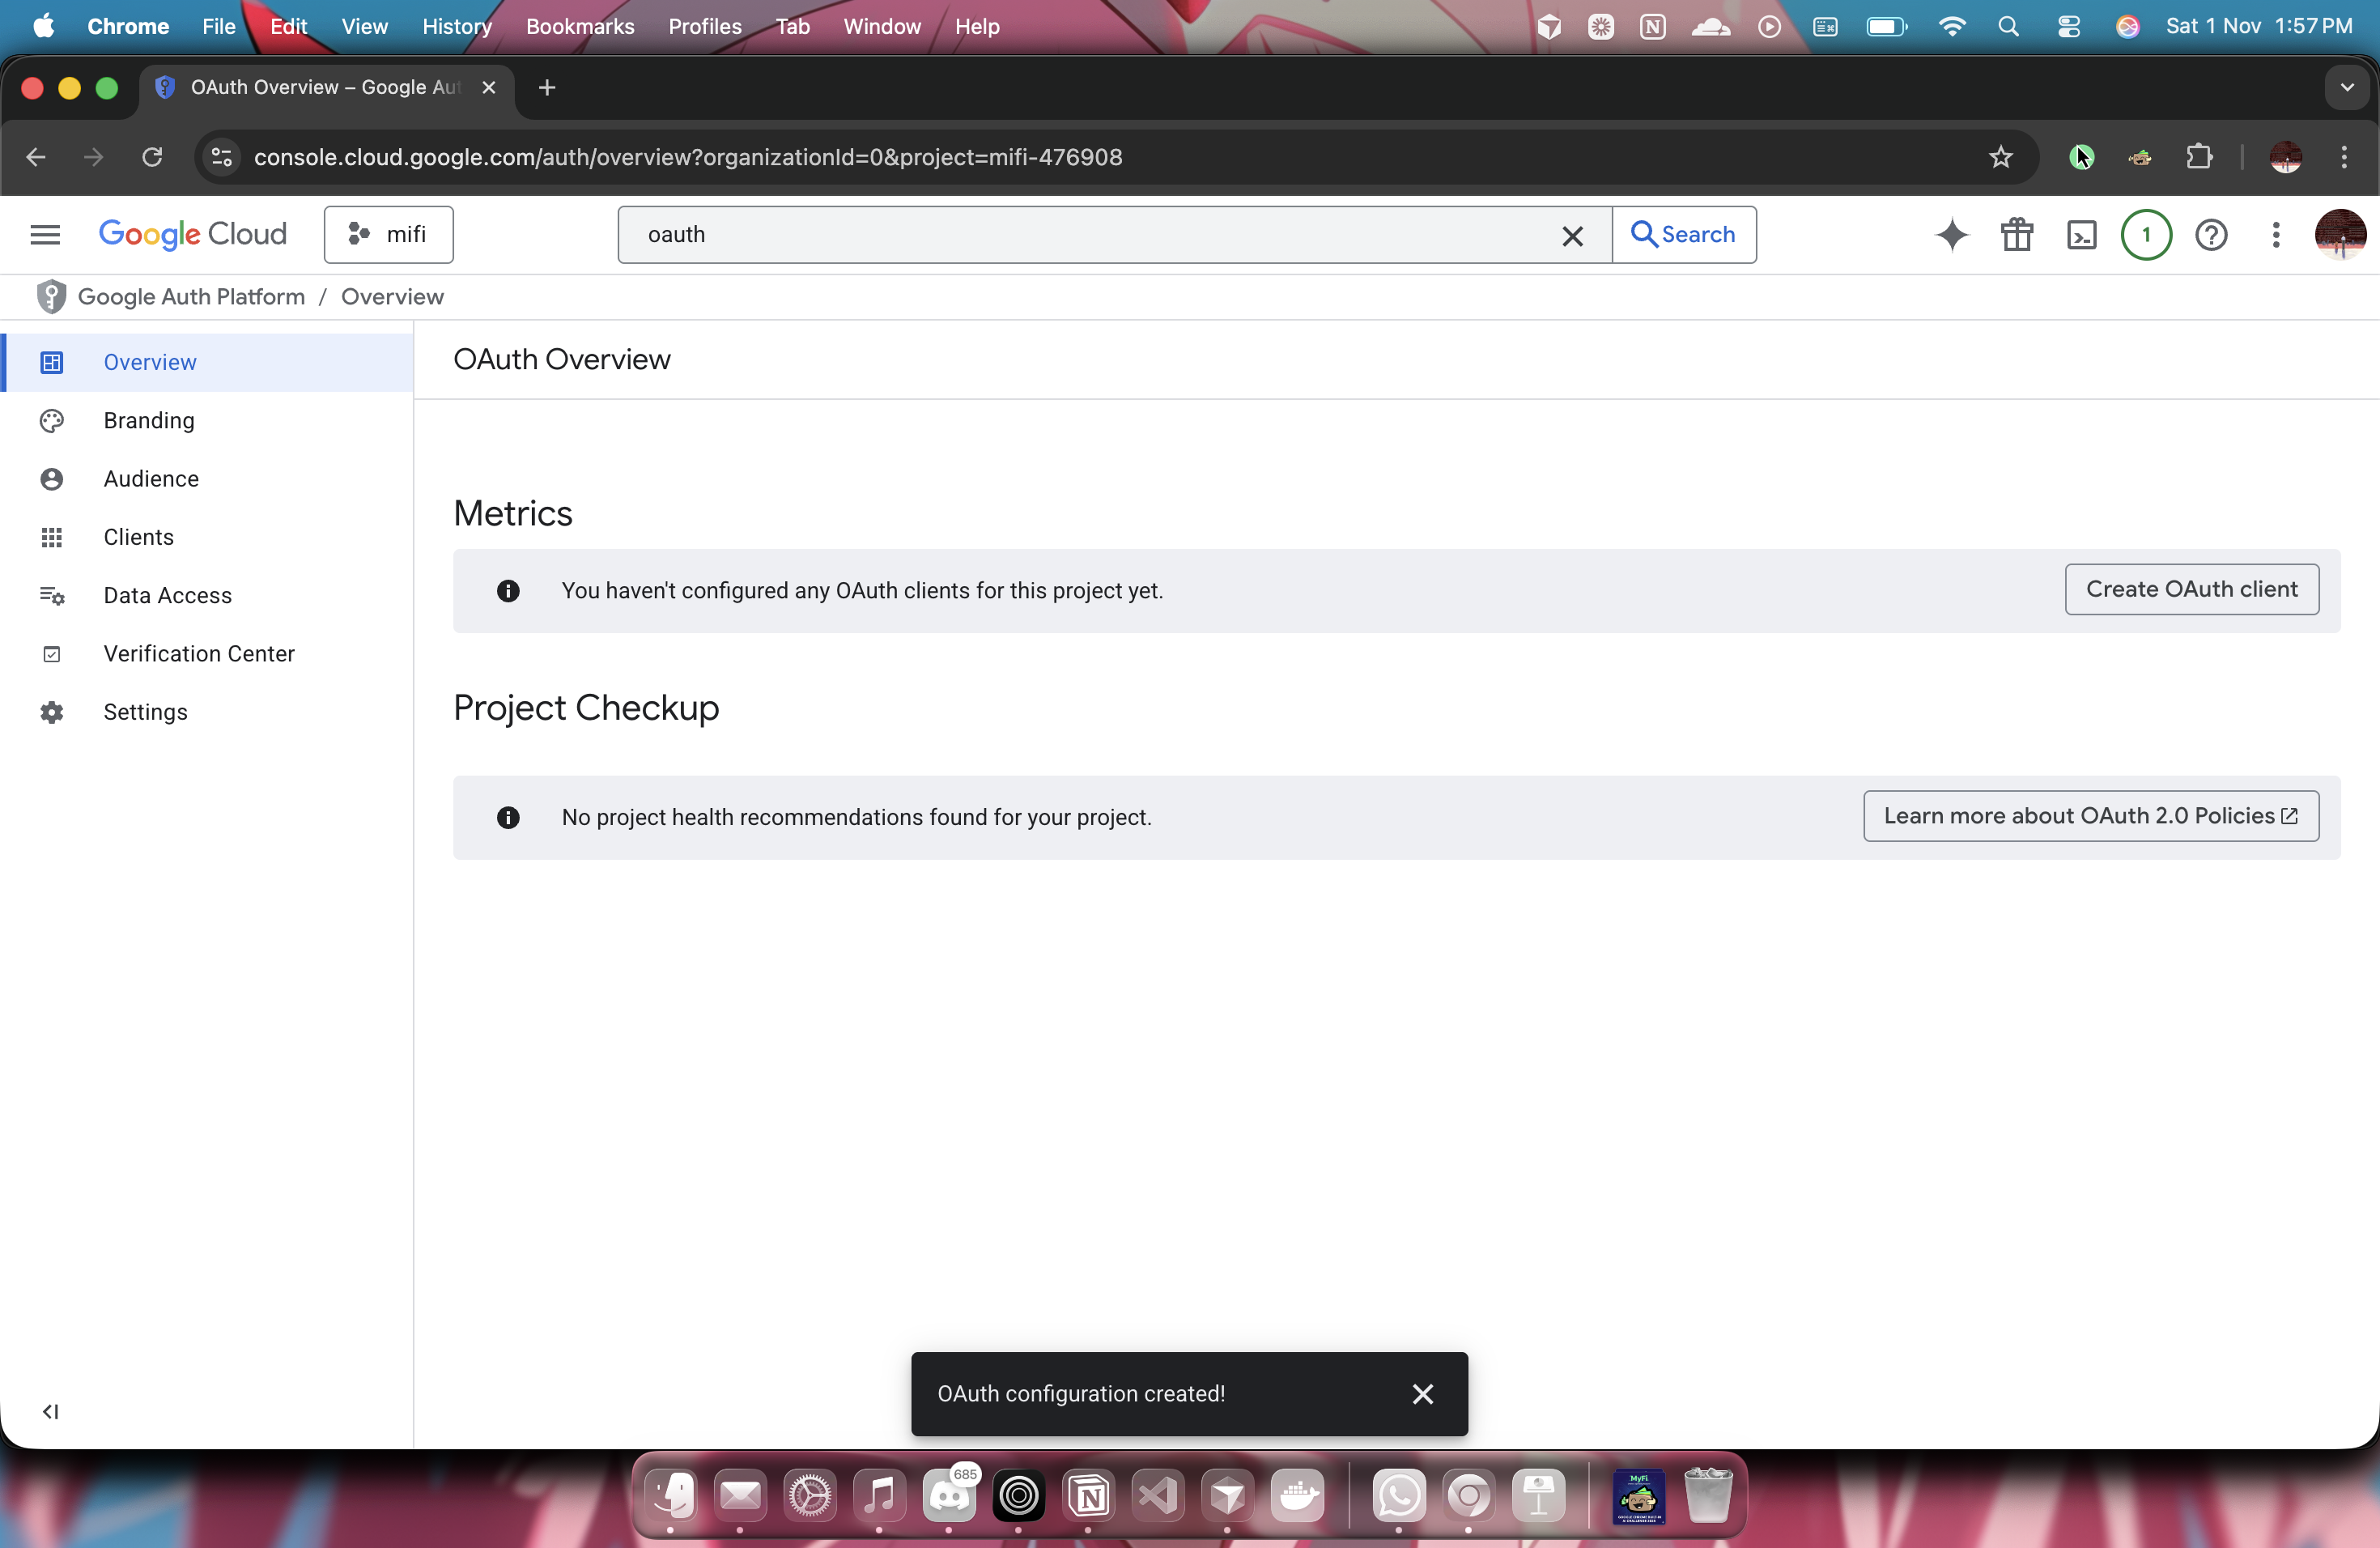 Chrome File Edit View History Bookmarks Profiles Tab Window Help Sat 1 Nov 1:57 PM
OAuth Overview – Google Aut
console.cloud.google.com/auth/overview?organizationId=0&project=mifi-476908
Google Cloud mifi oauth Search 1
Google Auth Platform / Overview
Overview
Branding
Audience
Clients
Data Access
Verification Center
Settings
OAuth Overview
Metrics
You haven't configured any OAuth clients for this project yet. Create OAuth client
Project Checkup
No project health recommendations found for your project. Learn more about OAuth 2.0 Policies
OAuth configuration created!
685
MyFi